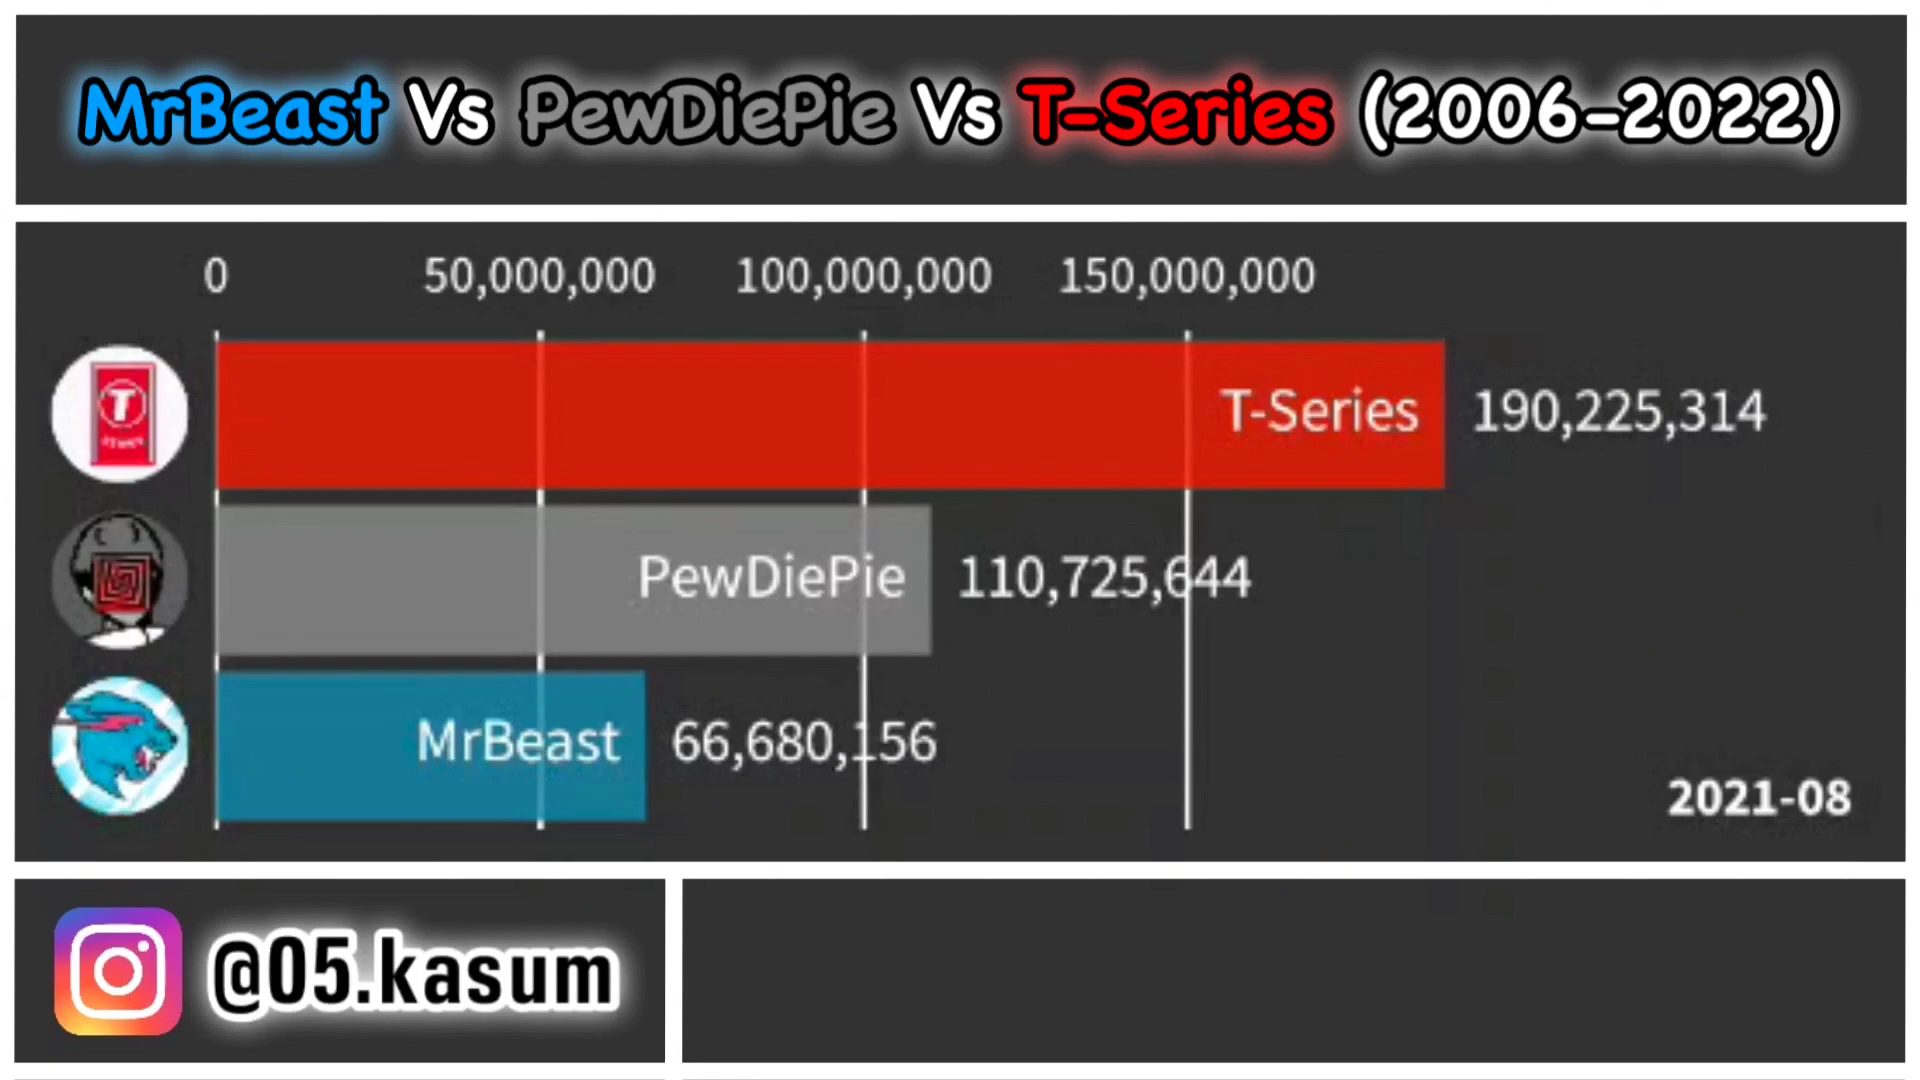 MrBeast Vs PewDiePie Vs T-Series (2006-2022)
0 50,000,000 100,000,000 150,000,000
T
T-Series 190,225,314
PewDiePie 110,725,644
MrBeast 66,680,156
2021-08
@05.kasum